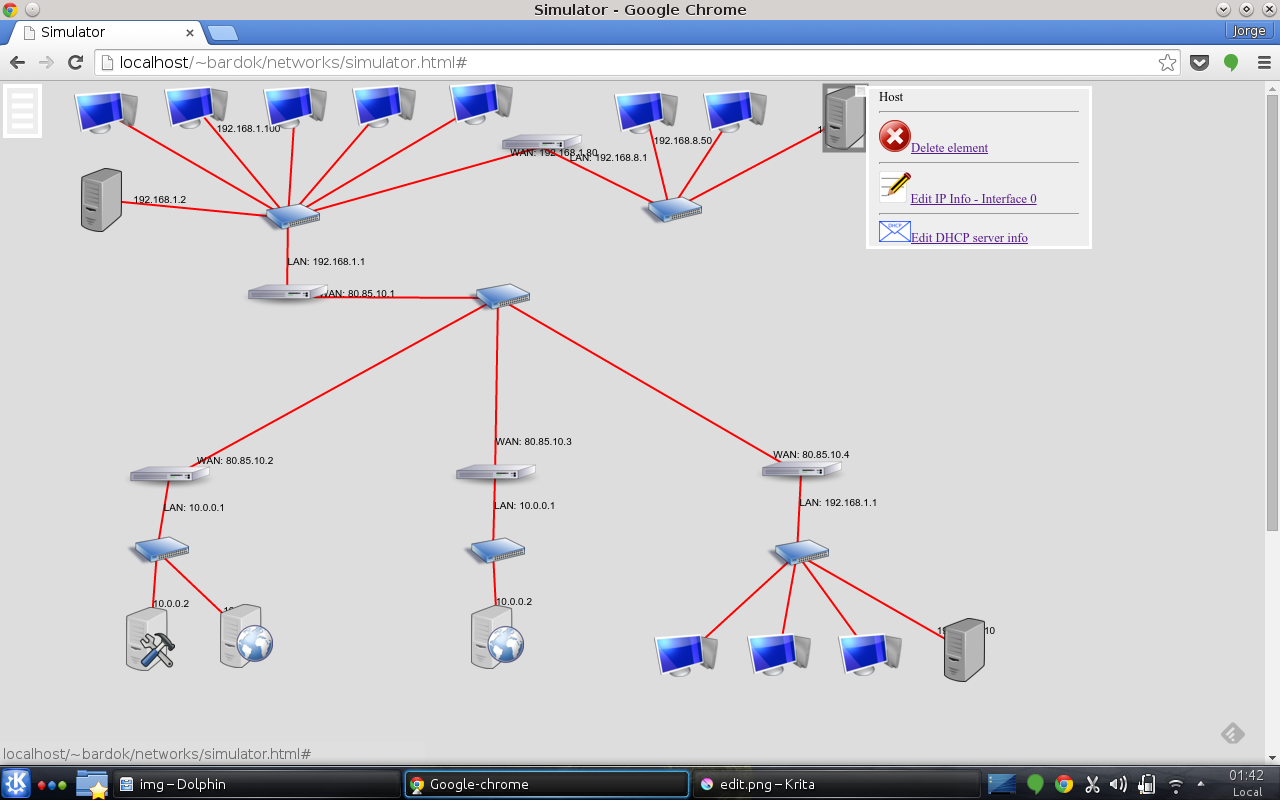 Simulator - Google Chrome
Simulator
Jorge
localhost/~bardok/networks/simulator.html#
Host
Delete element
Edit IP Info - Interface 0
DHCP
Edit DHCP server info
192.168.1.100
192.168.8.50
WAN: 192.168.1.80
LAN: 192.168.8.1
192.168.1.2
LAN: 192.168.1.1
WAN: 80.85.10.1
WAN: 80.85.10.2
WAN: 80.85.10.3
WAN: 80.85.10.4
LAN: 10.0.0.1
LAN: 10.0.0.1
LAN: 192.168.1.1
10.0.0.2
10.0.0.2
localhost/~bardok/networks/simulator.html#
img – Dolphin
Google-chrome
edit.png – Krita
01:42
Local